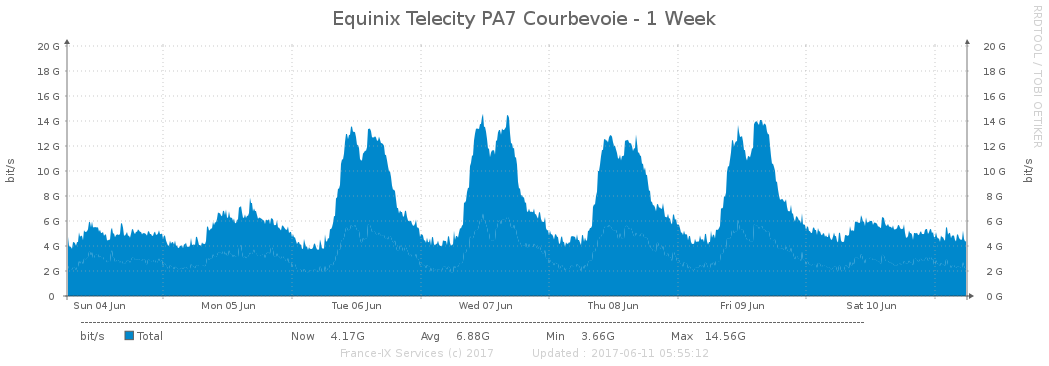 Equinix Telecity PA7 Courbevoie - 1 Week
RRDTOOL / TOBI OETIKER
20 G 20 G
18 G 18 G
16 G 16 G
14 G 14 G
12 G 12 G
10 G 10 G
8 G 8 G
6 G 6 G
4 G 4 G
2 G 2 G
0 0 G
bit/s bit/s
Sun 04 Jun Mon 05 Jun Tue 06 Jun Wed 07 Jun Thu 08 Jun Fri 09 Jun Sat 10 Jun
bit/s Total Now 4.17G Avg 6.88G Min 3.66G Max 14.56G
France-IX Services (c) 2017 Updated : 2017-06-11 05:55:12